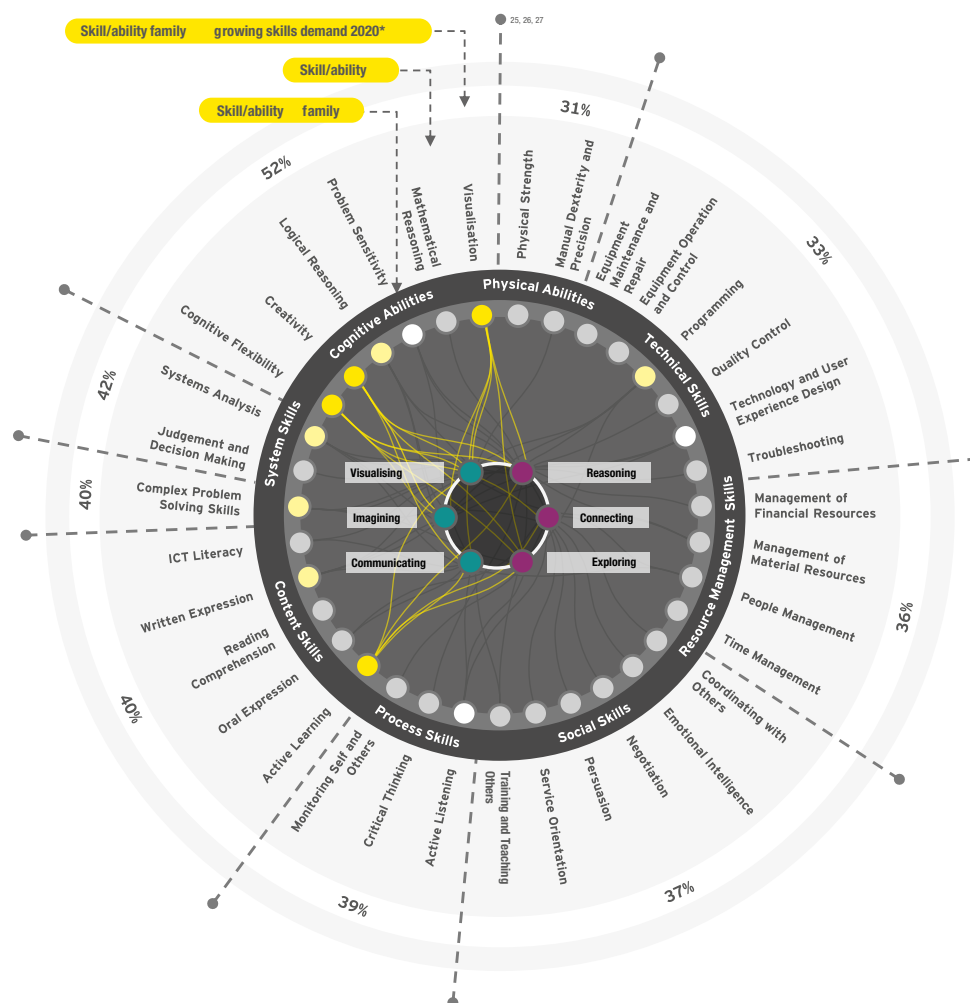 Skill/ability family growing skills demand 2020*
Skill/ability
Skill/ability family
25, 26, 27
31%
33%
36%
37%
39%
40%
40%
42%
52%
Physical Strength
Manual Dexterity and
Precision
Equipment
Maintenance and
Repair
Equipment Operation
and Control
Programming
Quality Control
Technology and User
Experience Design
Troubleshooting
Management of
Financial Resources
Management of
Material Resources
People Management
Time Management
Coordinating with
Others
Emotional Intelligence
Negotiation
Persuasion
Service Orientation
Training and Teaching
Others
Active Listening
Critical Thinking
Monitoring Self and
Others
Active Learning
Oral Expression
Reading
Comprehension
Written Expression
ICT Literacy
Complex Problem
Solving Skills
Judgement and
Decision Making
Systems Analysis
Cognitive Flexibility
Creativity
Logical Reasoning
Problem Sensitivity
Mathematical
Reasoning
Visualisation
Physical Abilities
Technical Skills
Resource Management Skills
Social Skills
Process Skills
Content Skills
System Skills
Cognitive Abilities
Visualising
Reasoning
Imagining
Connecting
Communicating
Exploring